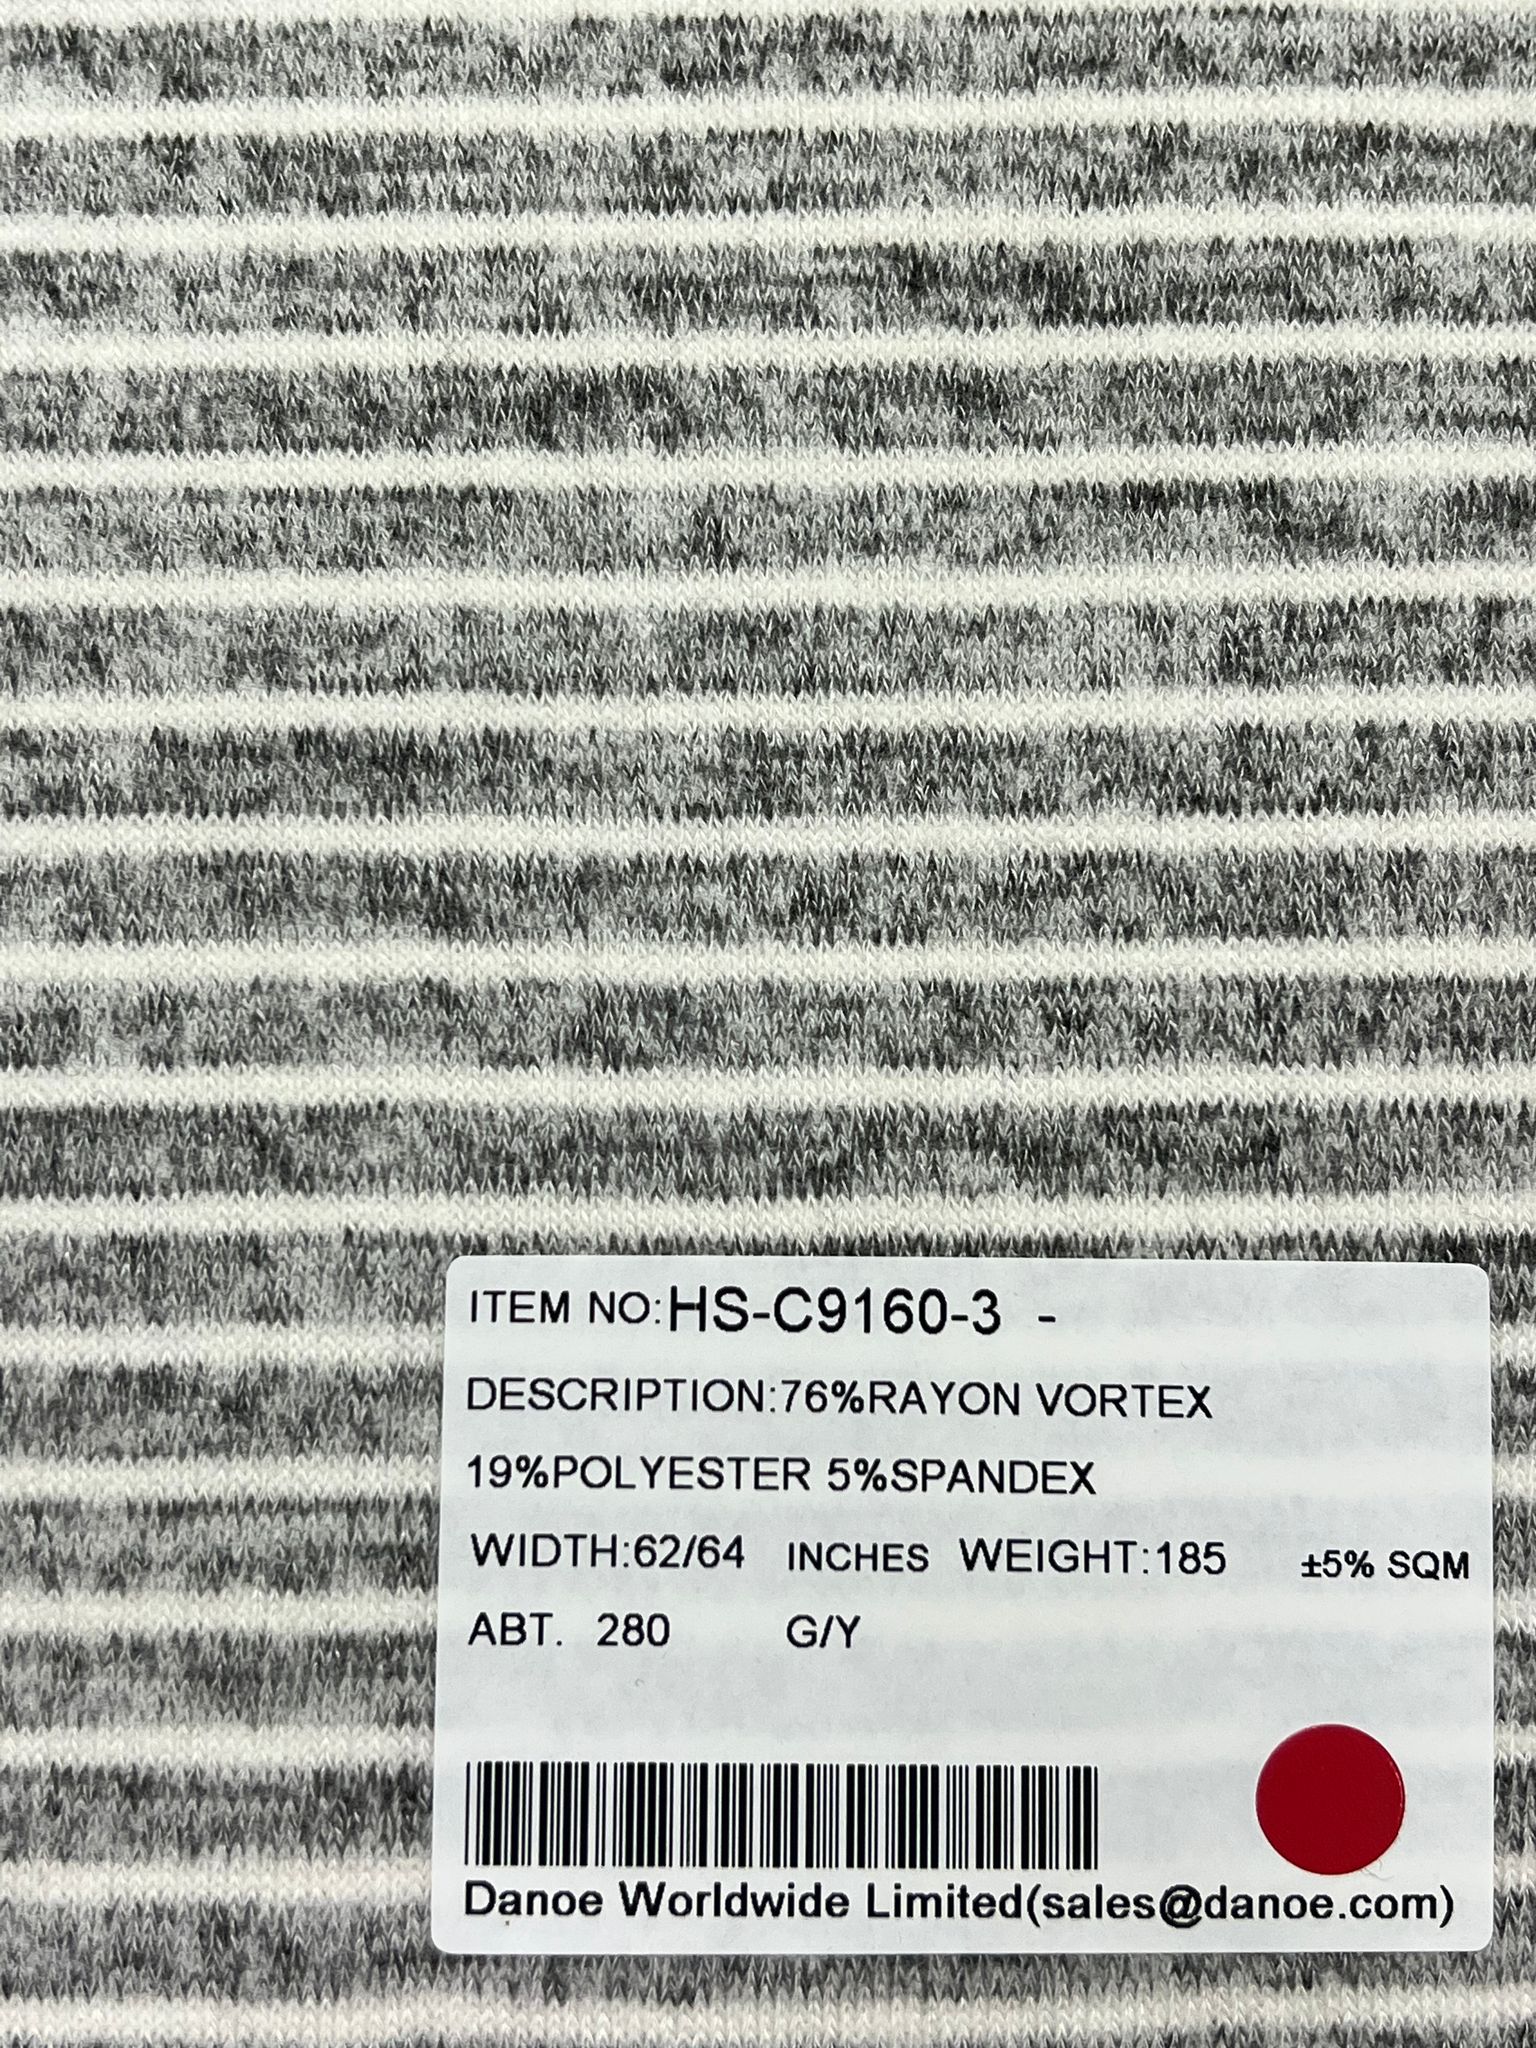 ITEM NO:HS-C9160-3 -
DESCRIPTION:76%RAYON VORTEX
19%POLYESTER 5%SPANDEX
WIDTH:62/64 INCHES WEIGHT:185 ±5% SQM
ABT. 280 G/Y
Danoe Worldwide Limited(sales@danoe.com)